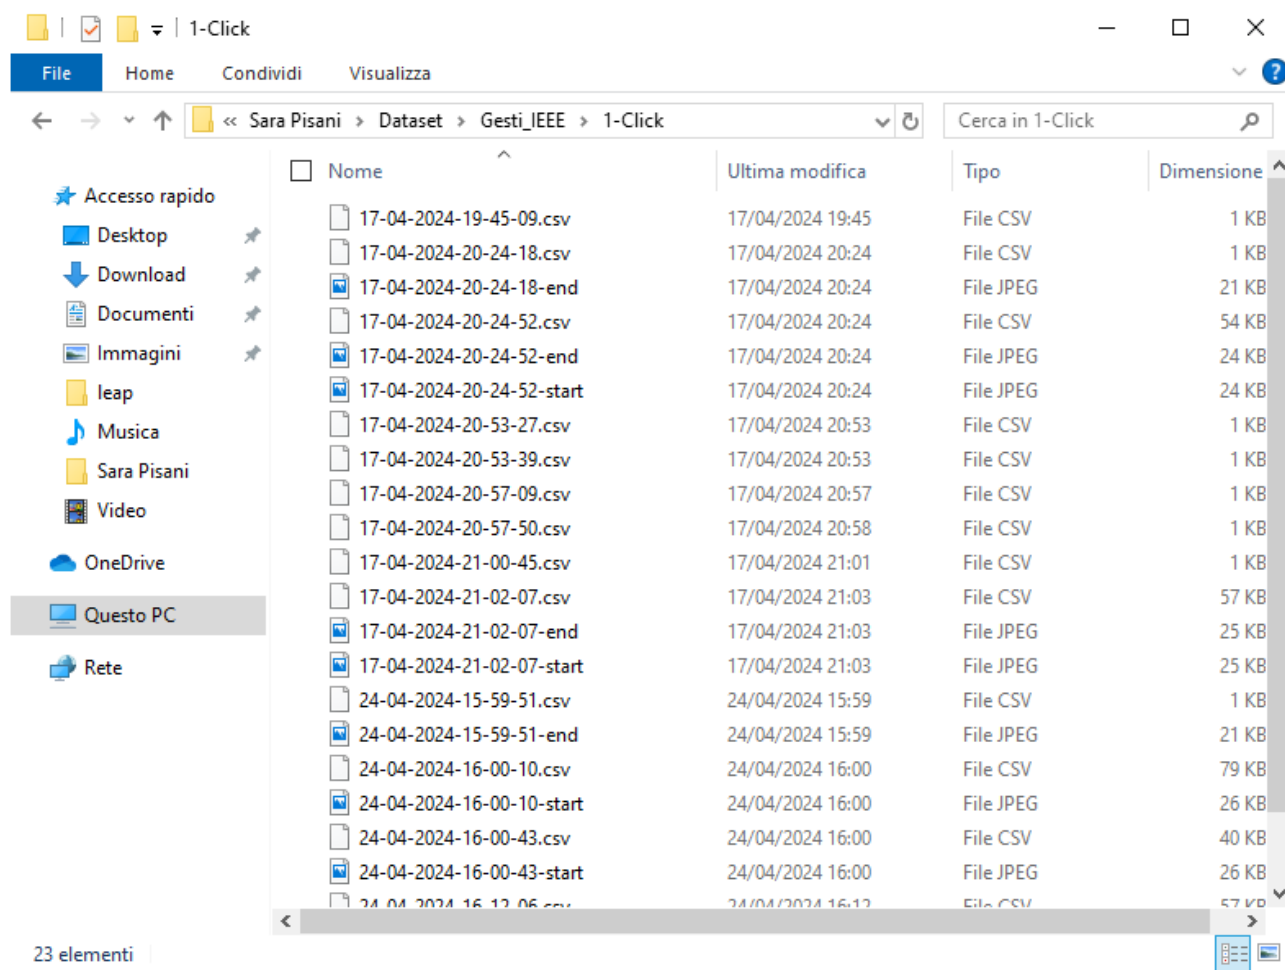 1-Click
File Home Condividi Visualizza ?
« Sara Pisani > Dataset > Gesti_IEEE > 1-Click Cerca in 1-Click
Accesso rapido
Desktop
Download
Documenti
Immagini
leap
Musica
Sara Pisani
Video
OneDrive
Questo PC
Rete
Nome Ultima modifica Tipo Dimensione
17-04-2024-19-45-09.csv 17/04/2024 19:45 File CSV 1 KB
17-04-2024-20-24-18.csv 17/04/2024 20:24 File CSV 1 KB
17-04-2024-20-24-18-end 17/04/2024 20:24 File JPEG 21 KB
17-04-2024-20-24-52.csv 17/04/2024 20:24 File CSV 54 KB
17-04-2024-20-24-52-end 17/04/2024 20:24 File JPEG 24 KB
17-04-2024-20-24-52-start 17/04/2024 20:24 File JPEG 24 KB
17-04-2024-20-53-27.csv 17/04/2024 20:53 File CSV 1 KB
17-04-2024-20-53-39.csv 17/04/2024 20:53 File CSV 1 KB
17-04-2024-20-57-09.csv 17/04/2024 20:57 File CSV 1 KB
17-04-2024-20-57-50.csv 17/04/2024 20:58 File CSV 1 KB
17-04-2024-21-00-45.csv 17/04/2024 21:01 File CSV 1 KB
17-04-2024-21-02-07.csv 17/04/2024 21:03 File CSV 57 KB
17-04-2024-21-02-07-end 17/04/2024 21:03 File JPEG 25 KB
17-04-2024-21-02-07-start 17/04/2024 21:03 File JPEG 25 KB
24-04-2024-15-59-51.csv 24/04/2024 15:59 File CSV 1 KB
24-04-2024-15-59-51-end 24/04/2024 15:59 File JPEG 21 KB
24-04-2024-16-00-10.csv 24/04/2024 16:00 File CSV 79 KB
24-04-2024-16-00-10-start 24/04/2024 16:00 File JPEG 26 KB
24-04-2024-16-00-43.csv 24/04/2024 16:00 File CSV 40 KB
24-04-2024-16-00-43-start 24/04/2024 16:00 File JPEG 26 KB
24-04-2024-16-12-06.csv 24/04/2024 16:12 File CSV 57 KB
23 elementi